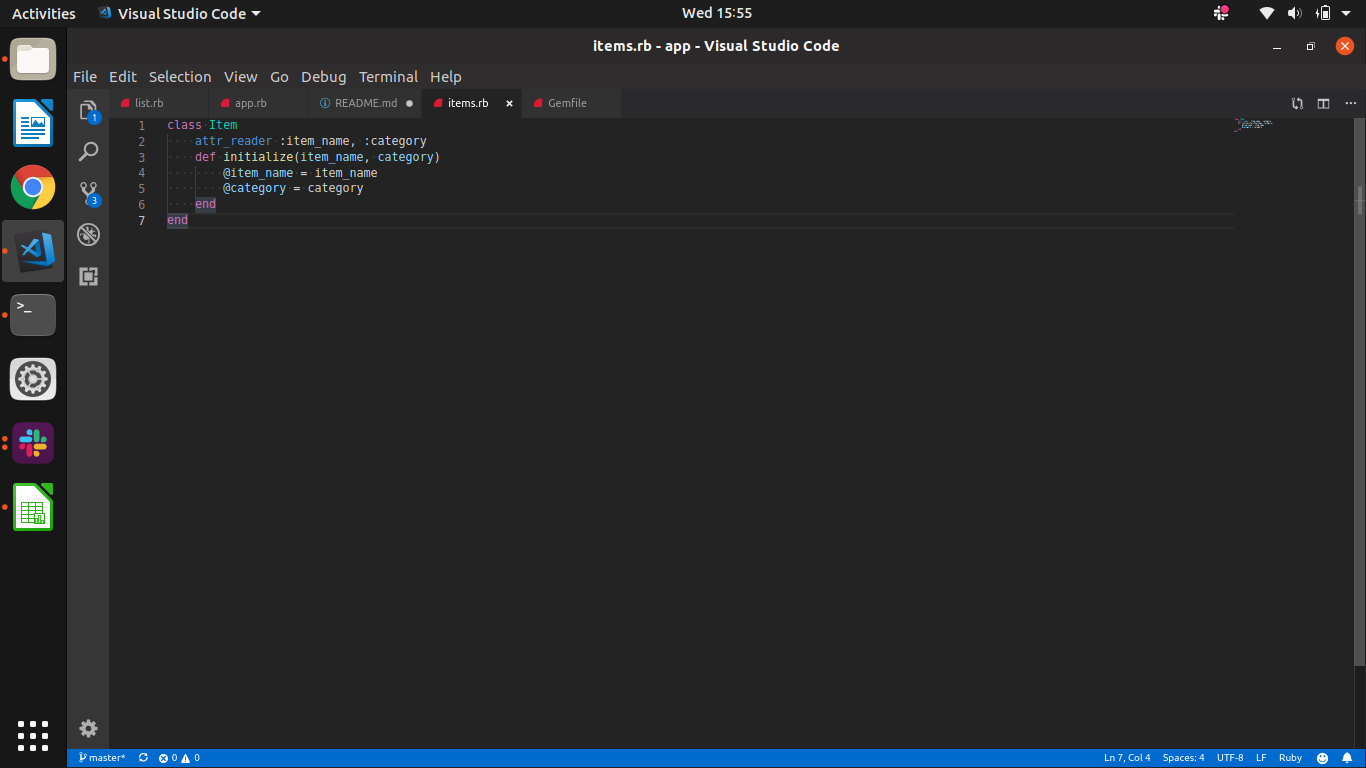 Activities Visual Studio Code Wed 15:55
items.rb - app - Visual Studio Code
File Edit Selection View Go Debug Terminal Help
list.rb app.rb README.md items.rb Gemfile
1 class Item
2 attr_reader :item_name, :category
3 def initialize(item_name, category)
4 @item_name = item_name
5 @category = category
6 end
7 end
1
3
>_
master* 0 0 Ln 7, Col 4 Spaces: 4 UTF-8 LF Ruby